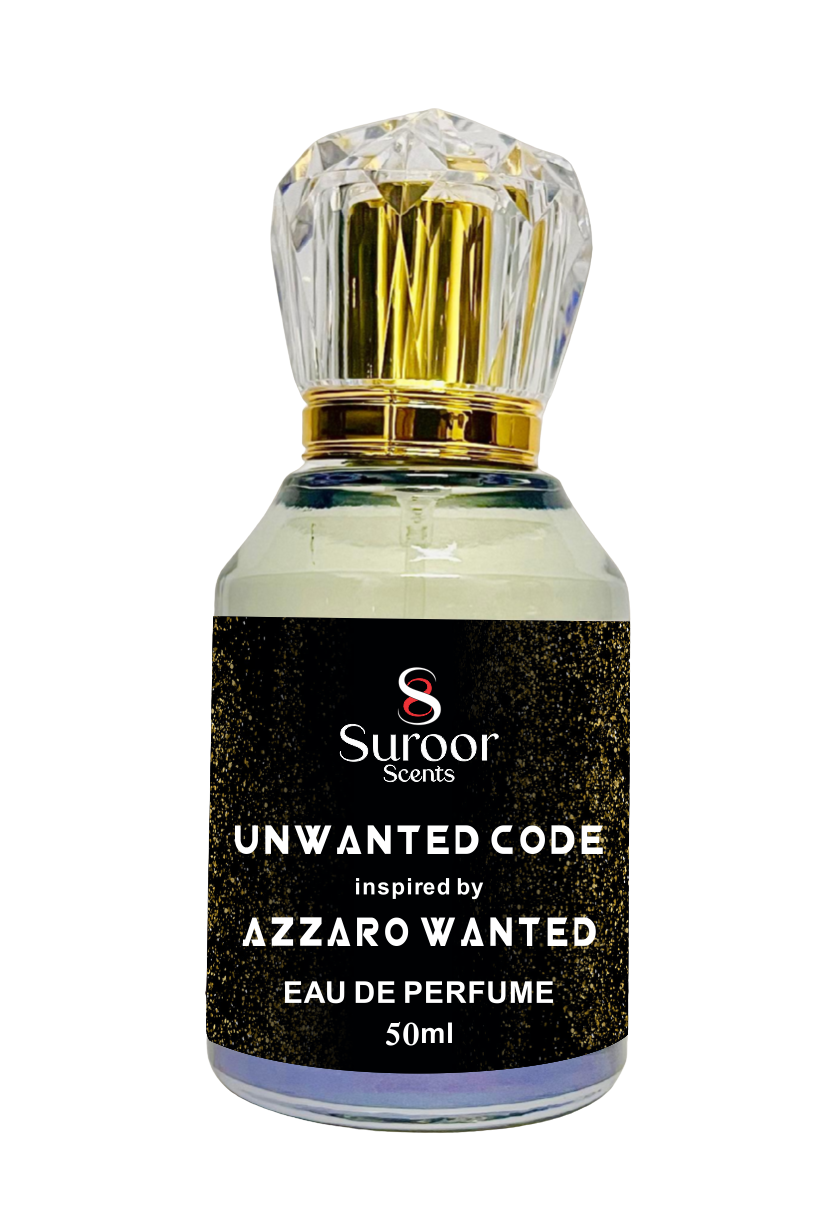 Suroor
Scents
UNWANTED CODE
inspired by
AZZARO WANTED
EAU DE PERFUME
50ml